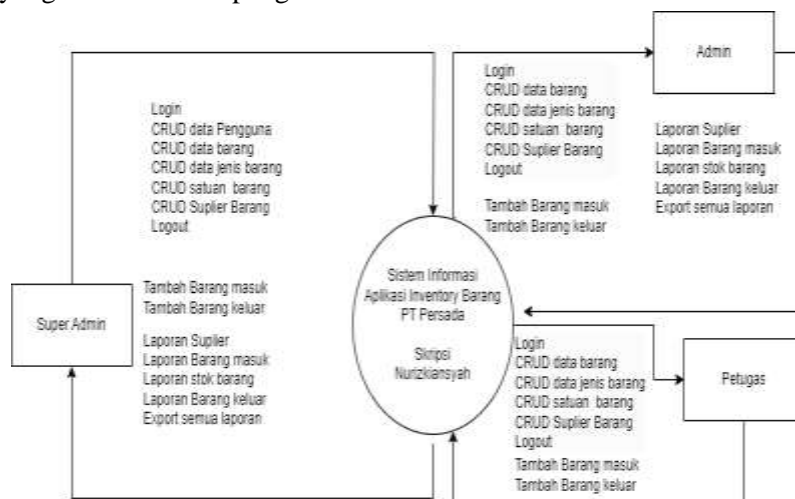 Login
CRUD data Pengguna
CRUD data barang
CRUD data jenis barang
CRUD satuan barang
CRUD Suplier Barang
Logout
Tambah Barang masuk
Tambah Barang keluar
Laporan Suplier
Laporan Barang masuk
Laporan stok barang
Laporan Barang keluar
Export semua laporan
Super Admin
Sistem Informasi
Aplikasi Inventory Barang
PT Persada
Skripsi
Nurizkiansyah
Login
CRUD data barang
CRUD data jenis barang
CRUD satuan barang
CRUD Suplier Barang
Logout
Tambah Barang masuk
Tambah Barang keluar
Admin
Laporan Suplier
Laporan Barang masuk
Laporan stok barang
Laporan Barang keluar
Export semua laporan
Login
CRUD data barang
CRUD data jenis barang
CRUD satuan barang
CRUD Suplier Barang
Logout
Tambah Barang masuk
Tambah Barang keluar
Petugas